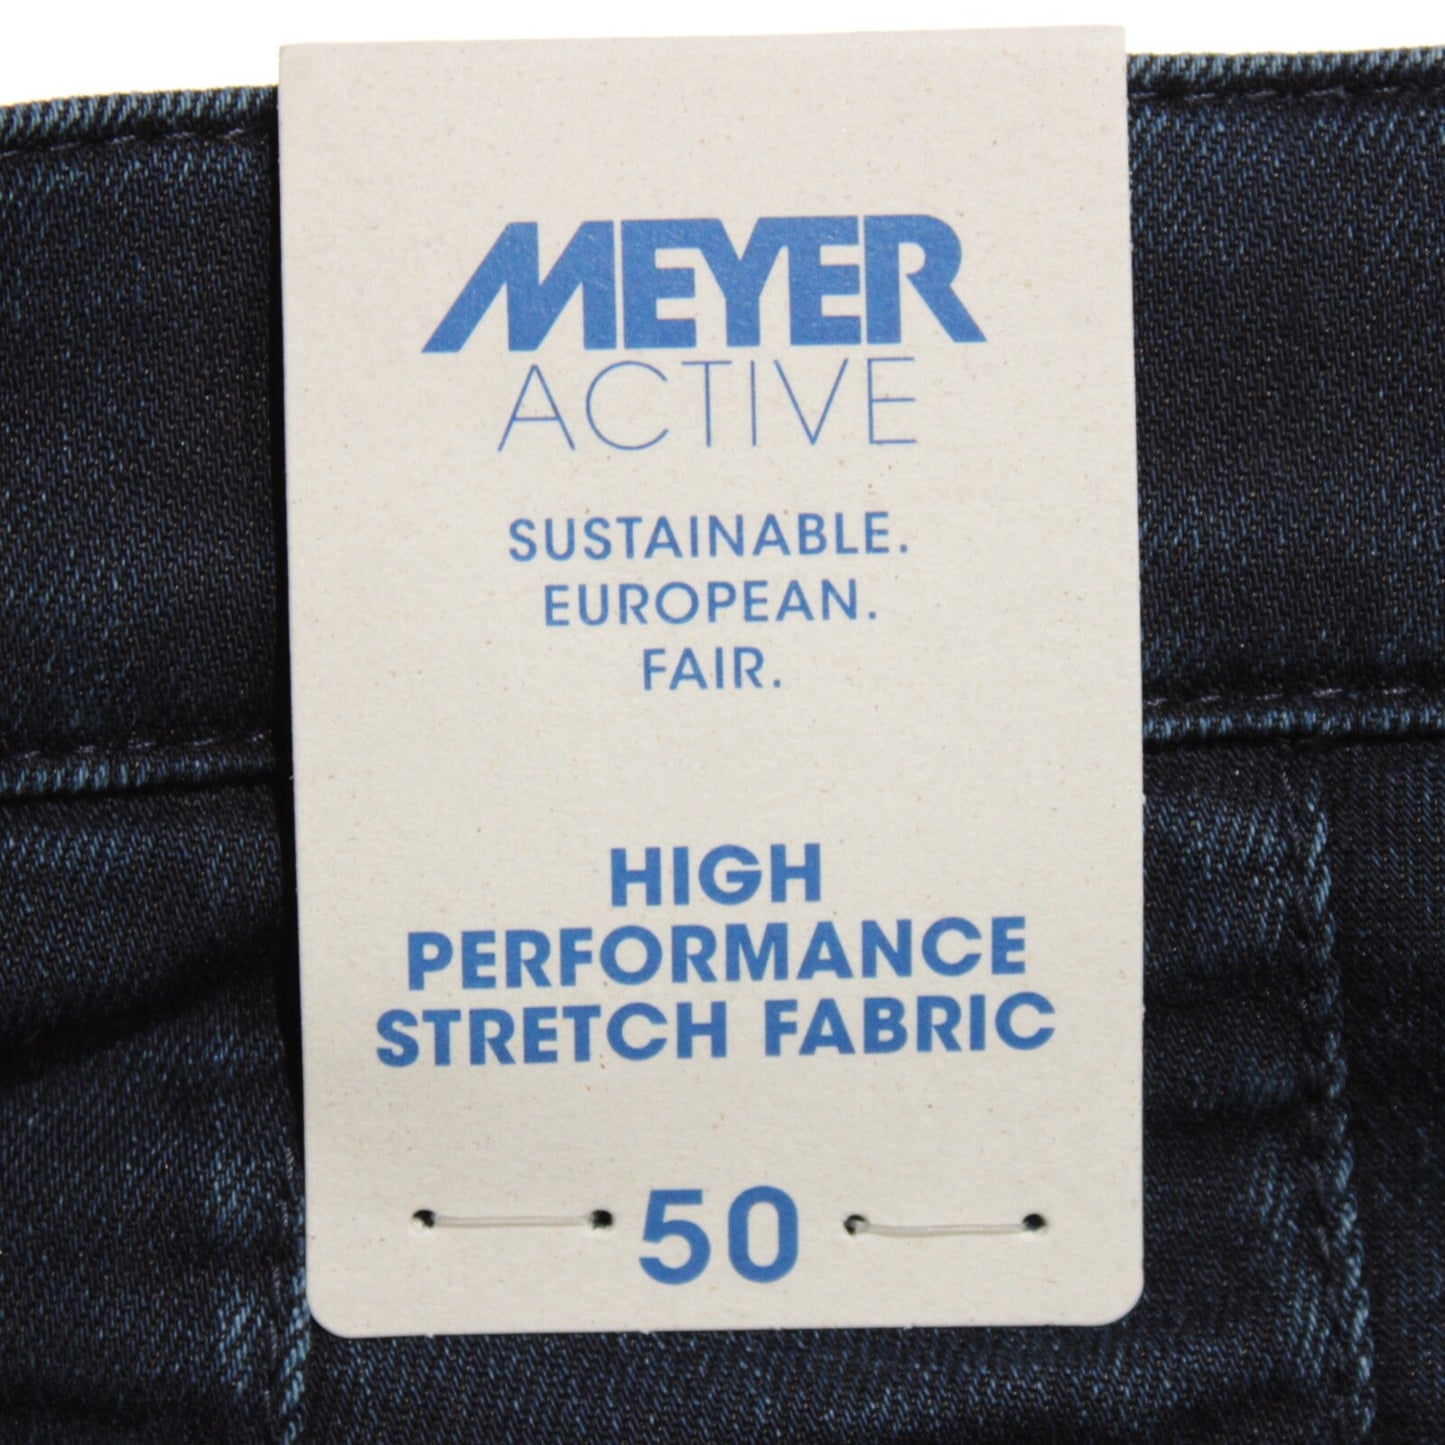 MEYER
ACTIVE
SUSTAINABLE.
EUROPEAN.
FAIR.
HIGH
PERFORMANCE
STRETCH FABRIC
50